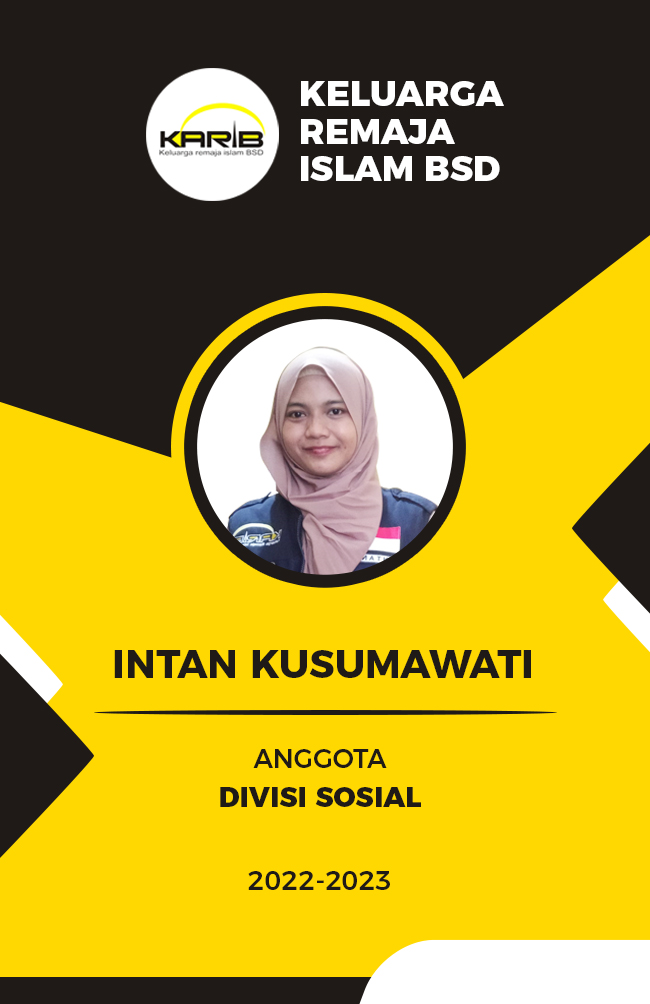 KARIB
Keluarga remaja islam BSD
KELUARGA
REMAJA
ISLAM BSD
INTAN KUSUMAWATI
ANGGOTA
DIVISI SOSIAL
2022-2023